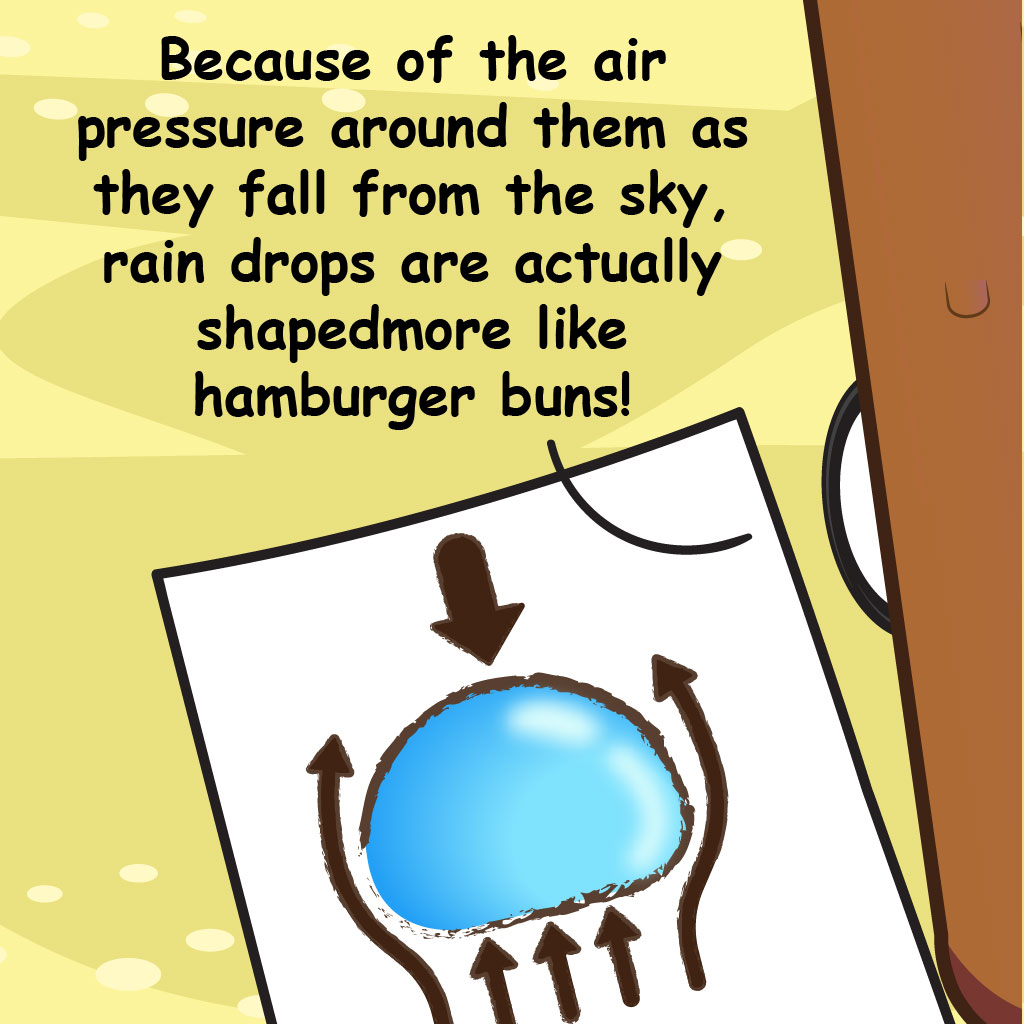 Because of the air
pressure around them as
they fall from the sky,
rain drops are actually
shapedmore like
hamburger buns!